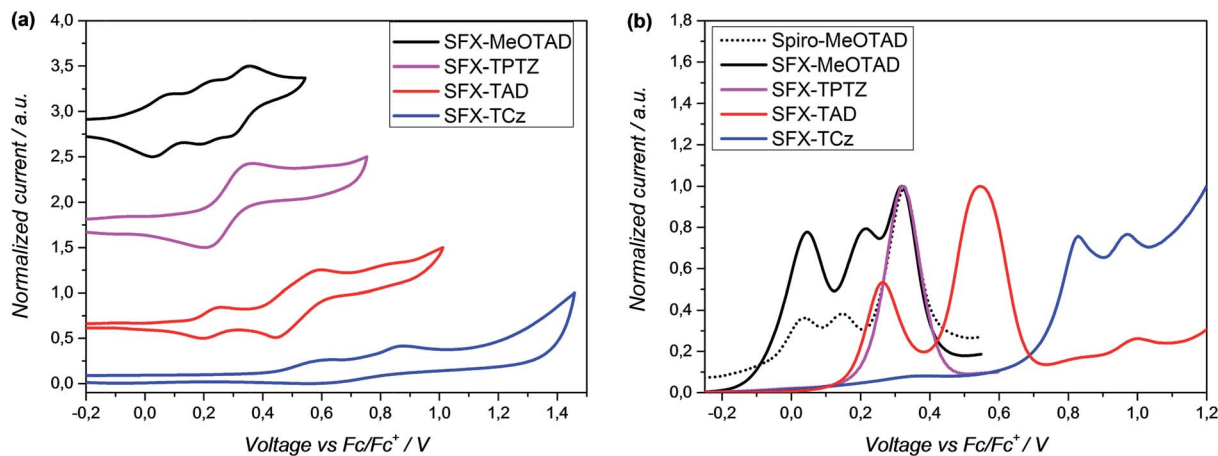 (a)
4,0
3,5
3,0
2,5
2,0
1,5
1,0
0,5
0,0
Normalized current / a.u.
SFX-MeOTAD
SFX-TPTZ
SFX-TAD
SFX-TCz
-0,2 0,0 0,2 0,4 0,6 0,8 1,0 1,2 1,4
Voltage vs Fc/Fc⁺ / V
(b)
1,8
1,6
1,4
1,2
1,0
0,8
0,6
0,4
0,2
0,0
Normalized current / a.u.
Spiro-MeOTAD
SFX-MeOTAD
SFX-TPTZ
SFX-TAD
SFX-TCz
-0,2 0,0 0,2 0,4 0,6 0,8 1,0 1,2
Voltage vs Fc/Fc⁺ / V